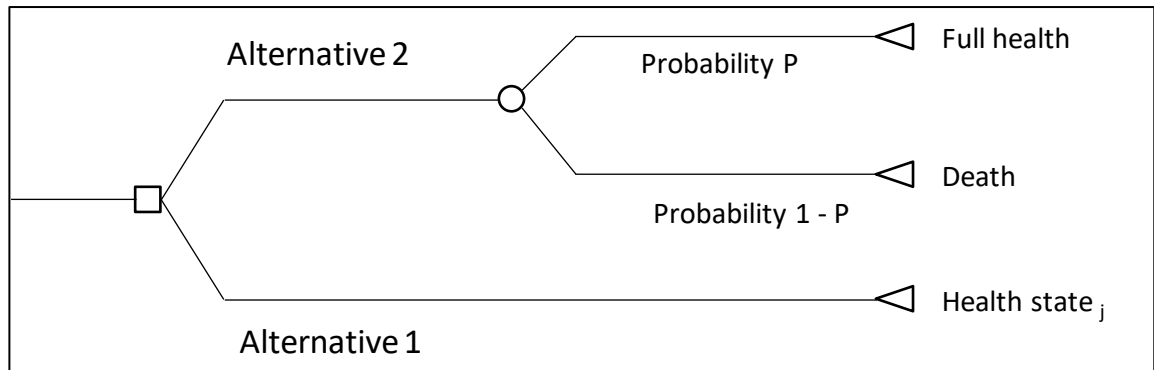 Full health
Alternative 2
Probability P
Death
Probability 1 - P
Health state j
Alternative 1